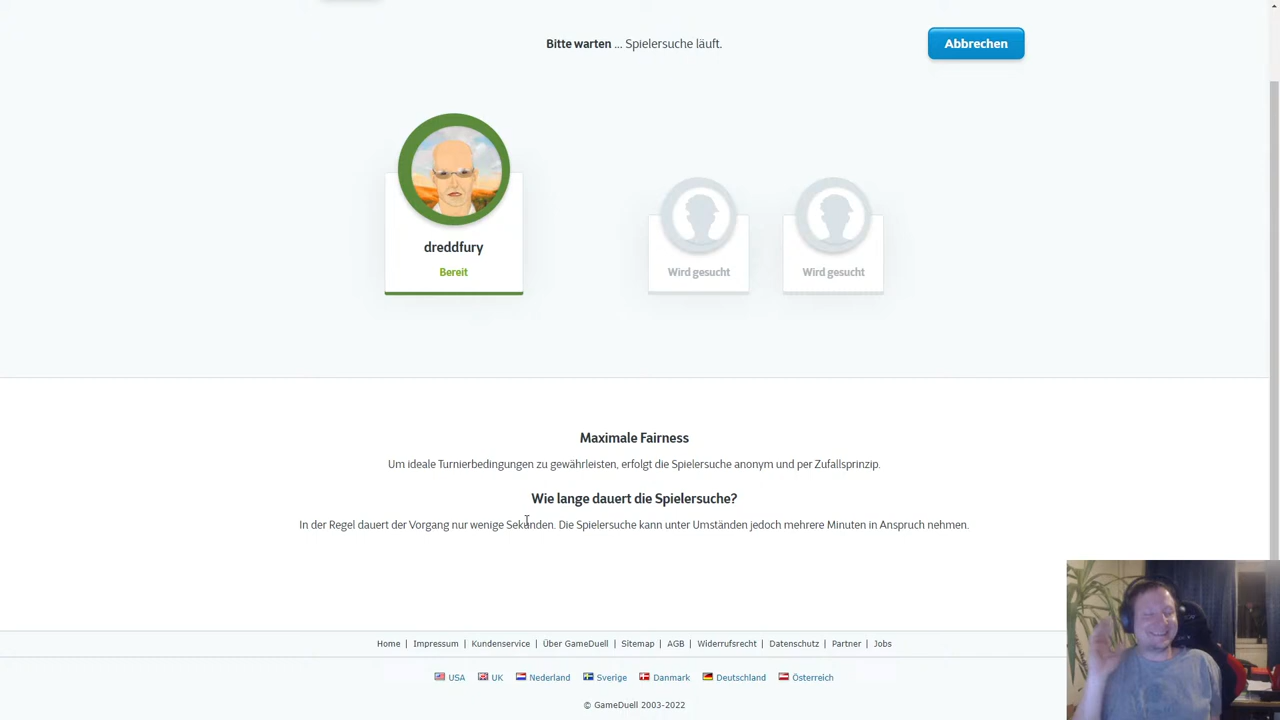 Bitte warten ... Spielersuche läuft.
Abbrechen
dreddfury
Bereit
Wird gesucht
Wird gesucht
Maximale Fairness
Um ideale Turnierbedingungen zu gewährleisten, erfolgt die Spielersuche anonym und per Zufallsprinzip.
Wie lange dauert die Spielersuche?
In der Regel dauert der Vorgang nur wenige Sekunden. Die Spielersuche kann unter Umständen jedoch mehrere Minuten in Anspruch nehmen.
Home | Impressum | Kundenservice | Über GameDuell | Sitemap | AGB | Widerrufsrecht | Datenschutz | Partner | Jobs
USA UK Nederland Sverige Danmark Deutschland Österreich
© GameDuell 2003-2022